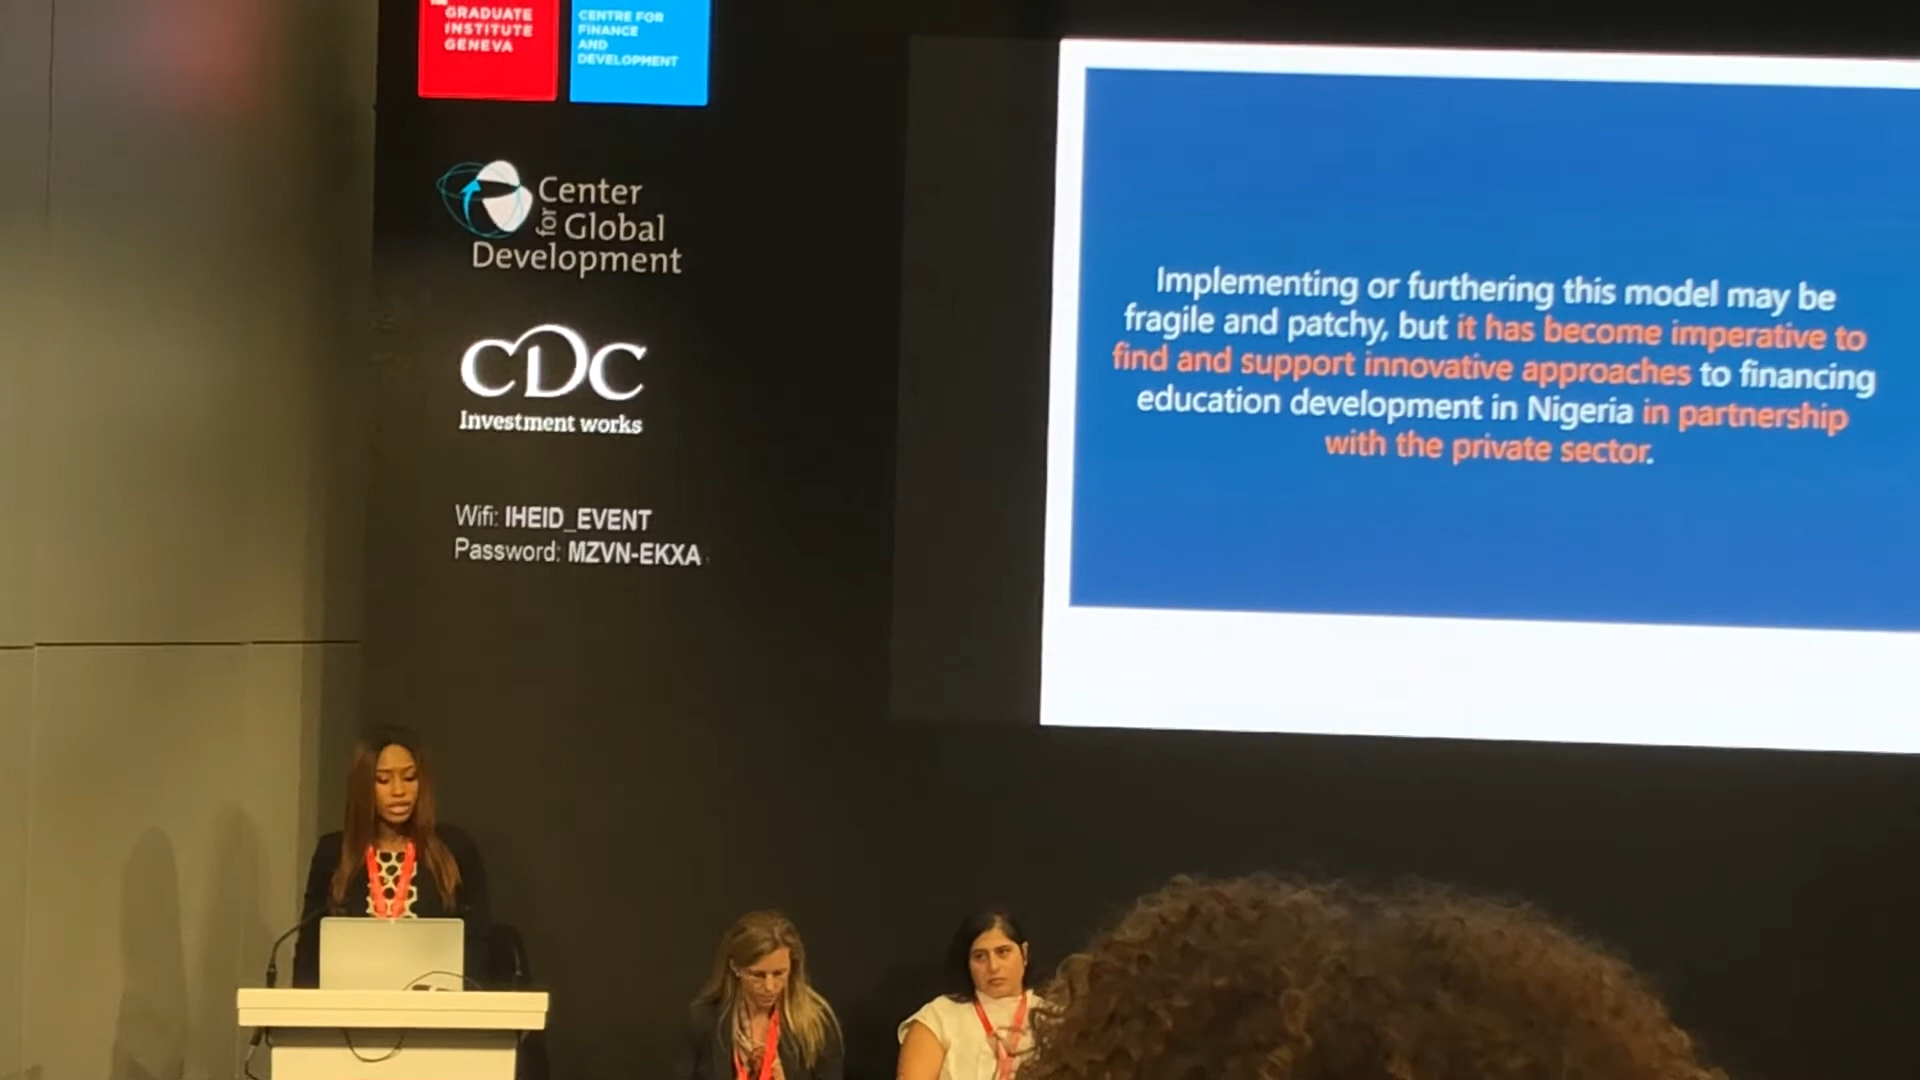 GRADUATE
INSTITUTE
GENEVA
CENTRE FOR
FINANCE
AND
DEVELOPMENT
Center
for Global
Development
CDC
Investment works
Wifi: IHEID_EVENT
Password: MZVN-EKXA
Implementing or furthering this model may be
fragile and patchy, but it has become imperative to
find and support innovative approaches to financing
education development in Nigeria in partnership
with the private sector.